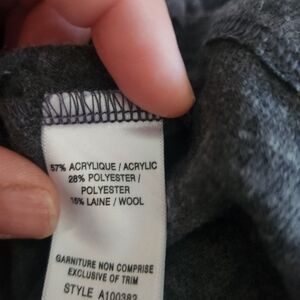 57% ACRYLIQUE / ACRYLIC
28% POLYESTER /
POLYESTER
15% LAINE / WOOL
GARNITURE NON COMPRISE
EXCLUSIVE OF TRIM
STYLE A100383